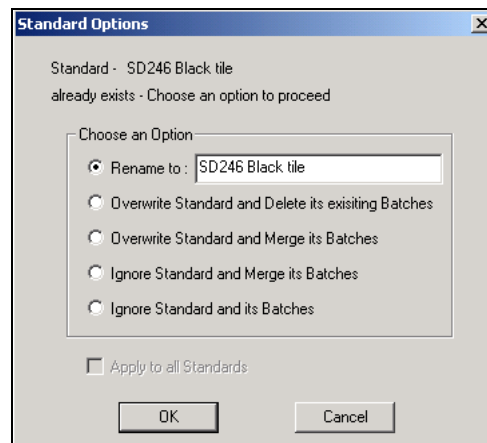 Standard Options
Standard - SD246 Black tile
already exists - Choose an option to proceed
Choose an Option
Rename to : SD246 Black tile
Overwrite Standard and Delete its exisiting Batches
Overwrite Standard and Merge its Batches
Ignore Standard and Merge its Batches
Ignore Standard and its Batches
Apply to all Standards
OK Cancel